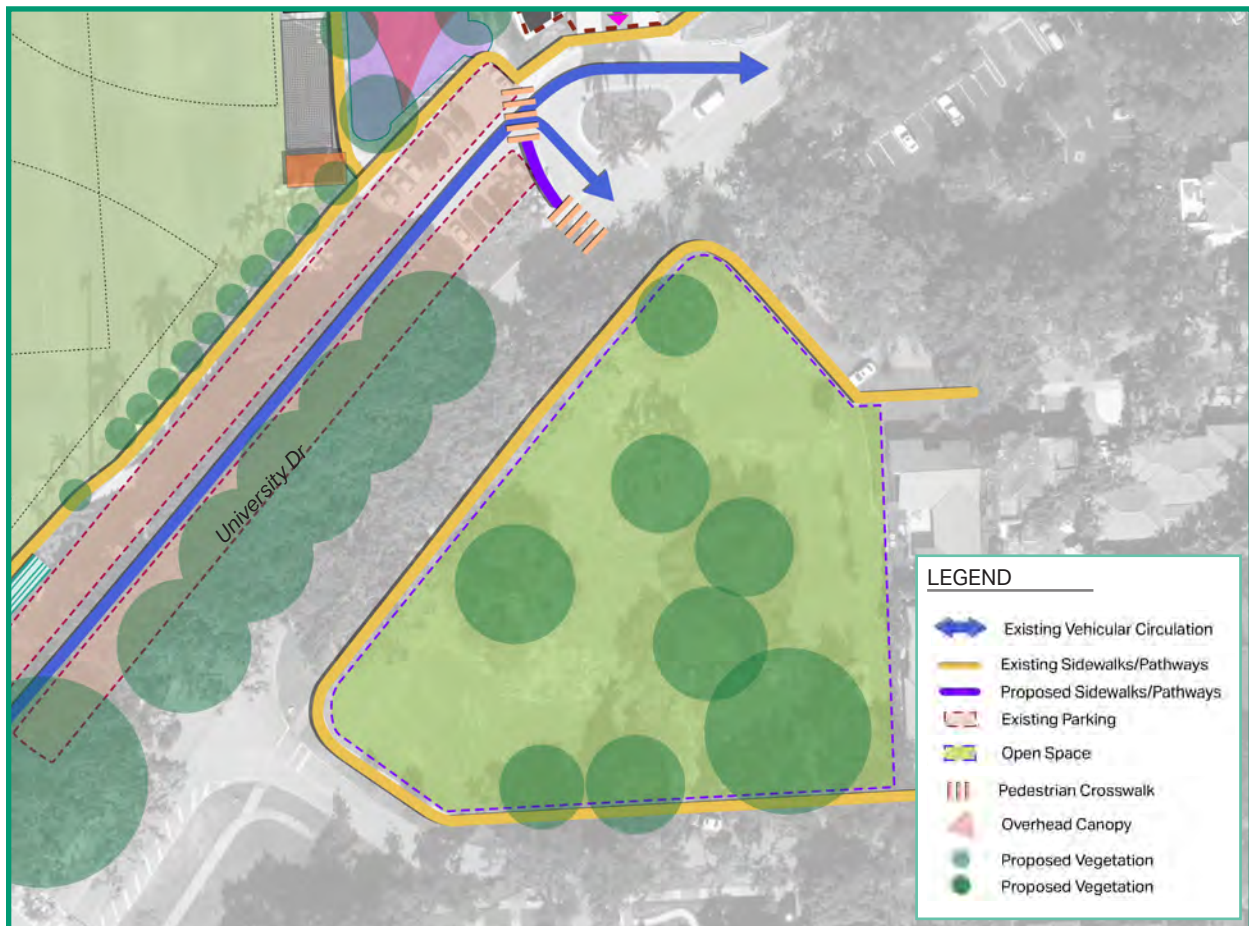 University Dr
LEGEND
Existing Vehicular Circulation
Existing Sidewalks/Pathways
Proposed Sidewalks/Pathways
Existing Parking
Open Space
Pedestrian Crosswalk
Overhead Canopy
Proposed Vegetation
Proposed Vegetation